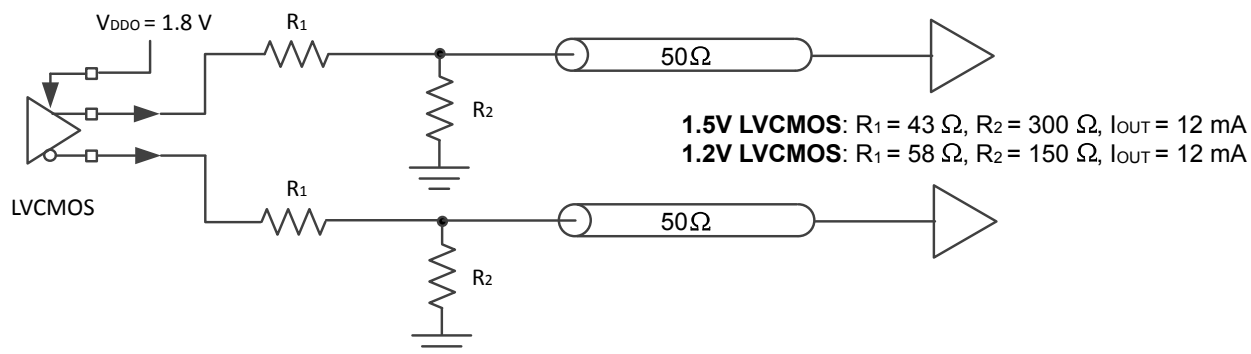 VDDO = 1.8 V
R1
50Ω
R2
1.5V LVCMOS: R1 = 43 Ω, R2 = 300 Ω, IOUT = 12 mA
1.2V LVCMOS: R1 = 58 Ω, R2 = 150 Ω, IOUT = 12 mA
LVCMOS
R1
50Ω
R2